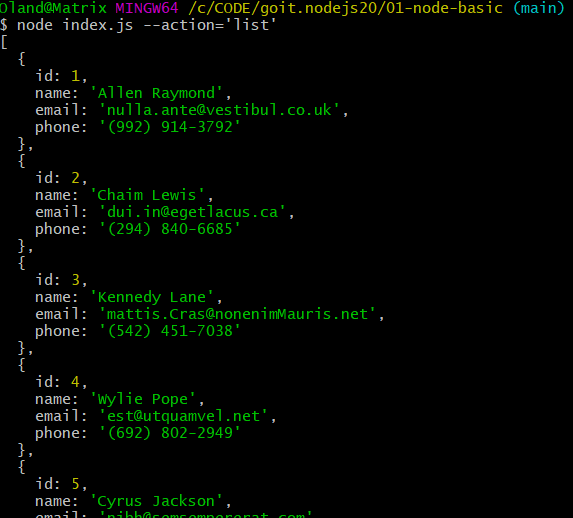 Oland@Matrix MINGW64 /c/CODE/goit.nodejs20/01-node-basic (main)
$ node index.js --action='list'
[
  {
    id: 1,
    name: 'Allen Raymond',
    email: 'nulla.ante@vestibul.co.uk',
    phone: '(992) 914-3792'
  },
  {
    id: 2,
    name: 'Chaim Lewis',
    email: 'dui.in@egetlacus.ca',
    phone: '(294) 840-6685'
  },
  {
    id: 3,
    name: 'Kennedy Lane',
    email: 'mattis.Cras@nonenimMauris.net',
    phone: '(542) 451-7038'
  },
  {
    id: 4,
    name: 'Wylie Pope',
    email: 'est@utquamvel.net',
    phone: '(692) 802-2949'
  },
  {
    id: 5,
    name: 'Cyrus Jackson',
    email: 'nibh@semsempererat.com'